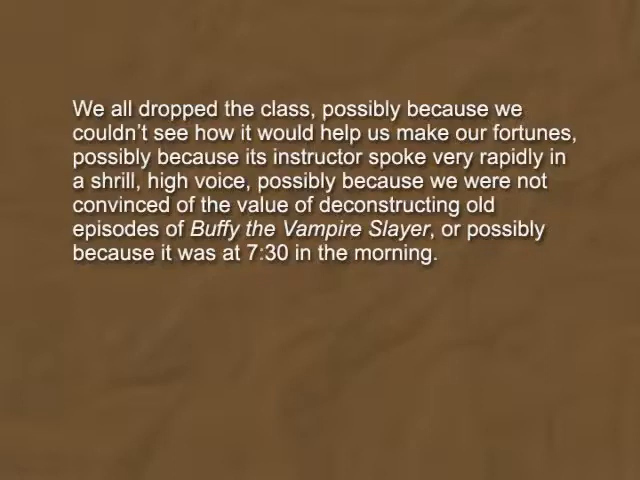 We all dropped the class, possibly because we
couldn’t see how it would help us make our fortunes,
possibly because its instructor spoke very rapidly in
a shrill, high voice, possibly because we were not
convinced of the value of deconstructing old
episodes of Buffy the Vampire Slayer, or possibly
because it was at 7:30 in the morning.